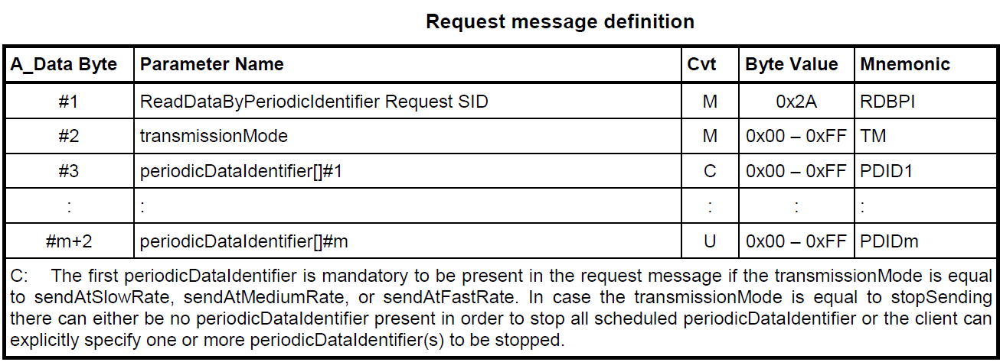 Request message definition
A_Data Byte Parameter Name Cvt Byte Value Mnemonic
#1 ReadDataByPeriodicIdentifier Request SID M 0x2A RDBPI
#2 transmissionMode M 0x00 – 0xFF TM
#3 periodicDataIdentifier[]#1 C 0x00 – 0xFF PDID1
: : : : :
#m+2 periodicDataIdentifier[]#m U 0x00 – 0xFF PDIDm
C: The first periodicDataIdentifier is mandatory to be present in the request message if the transmissionMode is equal
to sendAtSlowRate, sendAtMediumRate, or sendAtFastRate. In case the transmissionMode is equal to stopSending
there can either be no periodicDataIdentifier present in order to stop all scheduled periodicDataIdentifier or the client can
explicitly specify one or more periodicDataIdentifier(s) to be stopped.